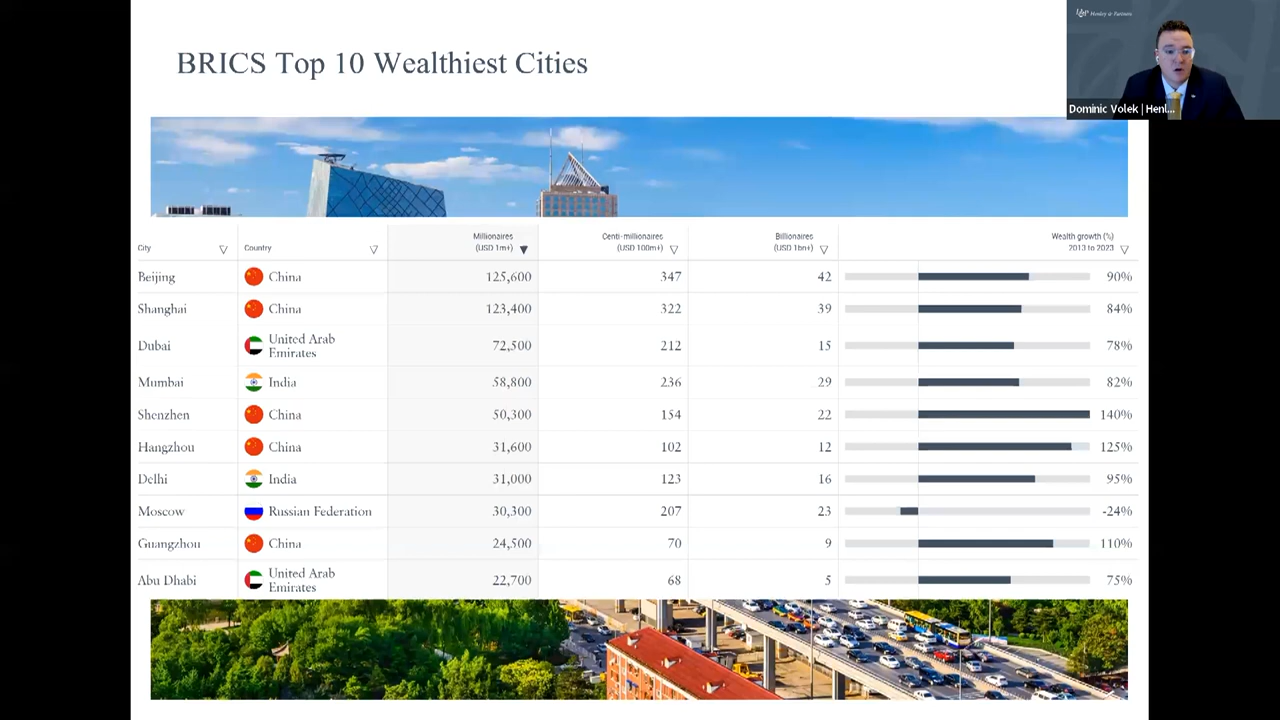 BRICS Top 10 Wealthiest Cities
Henley & Partners
Dominic Volek | Henl...
City Country Millionaires (USD 1m+) Centi-millionaires (USD 100m+) Billionaires (USD 1bn+) Wealth growth (%) 2013 to 2023
Beijing China 125,600 347 42 90%
Shanghai China 123,400 322 39 84%
Dubai United Arab Emirates 72,500 212 15 78%
Mumbai India 58,800 236 29 82%
Shenzhen China 50,300 154 22 140%
Hangzhou China 31,600 102 12 125%
Delhi India 31,000 123 16 95%
Moscow Russian Federation 30,300 207 23 -24%
Guangzhou China 24,500 70 9 110%
Abu Dhabi United Arab Emirates 22,700 68 5 75%